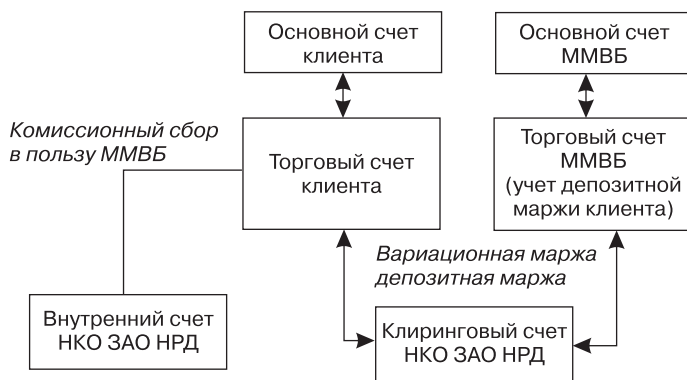 Основной счет
клиента
Основной счет
ММВБ
Комиссионный сбор
в пользу ММВБ
Торговый счет
клиента
Торговый счет
ММВБ
(учет депозитной
маржи клиента)
Вариационная маржа
депозитная маржа
Внутренний счет
НКО ЗАО НРД
Клиринговый счет
НКО ЗАО НРД